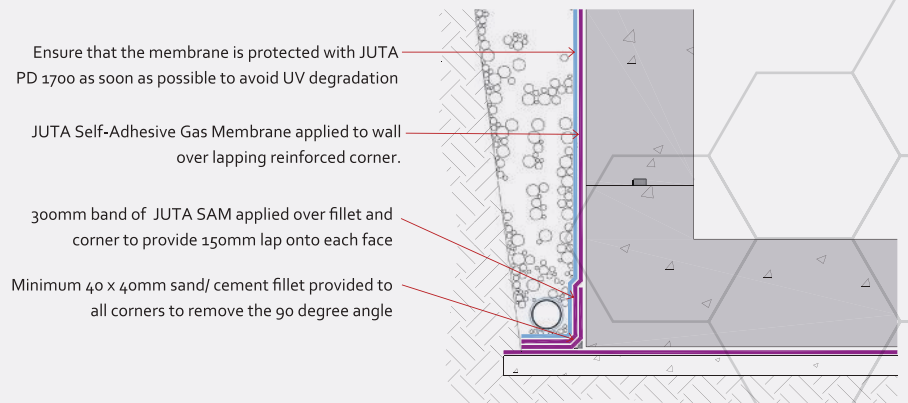 Ensure that the membrane is protected with JUTA
PD 1700 as soon as possible to avoid UV degradation
JUTA Self-Adhesive Gas Membrane applied to wall
over lapping reinforced corner.
300mm band of JUTA SAM applied over fillet and
corner to provide 150mm lap onto each face
Minimum 40 x 40mm sand/ cement fillet provided to
all corners to remove the 90 degree angle